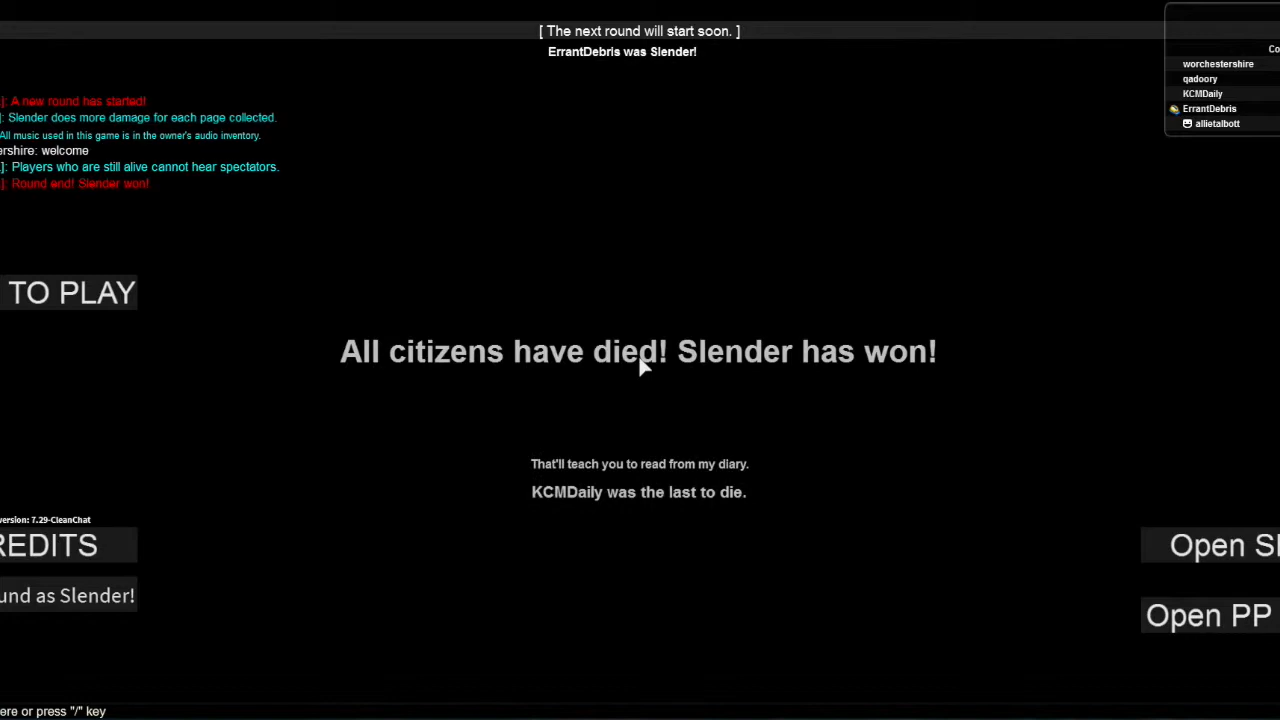 [ The next round will start soon. ]
ErrantDebris was Slender!
Co
worchestershire
qadoory
KCMDaily
ErrantDebris
allietalbott
]: A new round has started!
]: Slender does more damage for each page collected.
All music used in this game is in the owner's audio inventory.
ershire: welcome
]: Players who are still alive cannot hear spectators.
]: Round end! Slender won!
TO PLAY
All citizens have died! Slender has won!
That'll teach you to read from my diary.
KCMDaily was the last to die.
version: 7.29-CleanChat
REDITS
und as Slender!
Open S
Open PP
ere or press "/" key